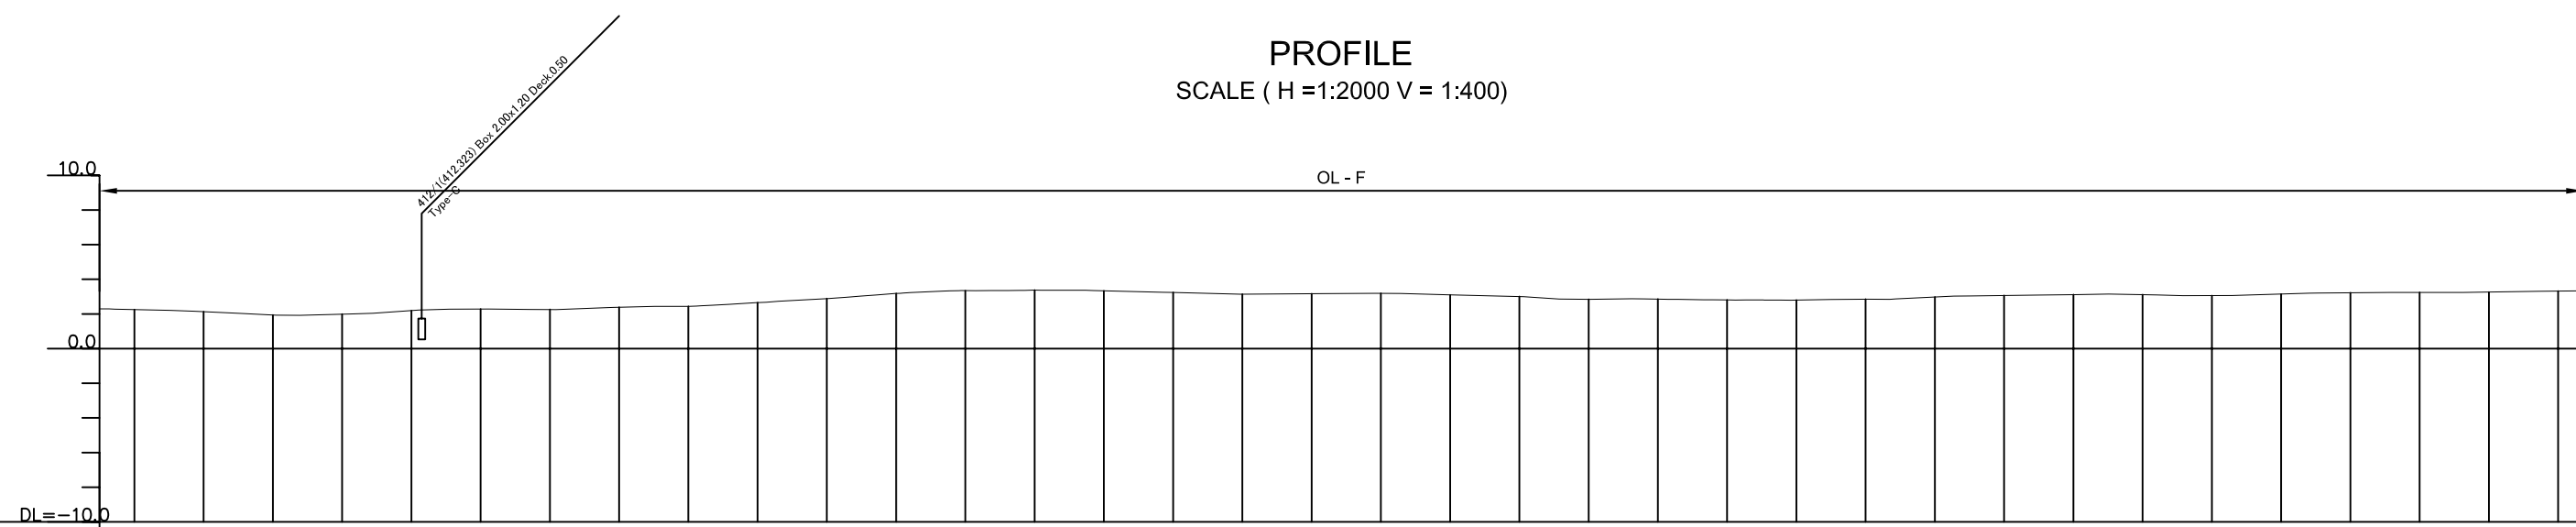 PROFILE
SCALE ( H =1:2000 V = 1:400)
412/1(412.323) Box 2.00x1.20 Deck.0.50
Type-C
10.0
OL - F
0.0
DL=-10.0